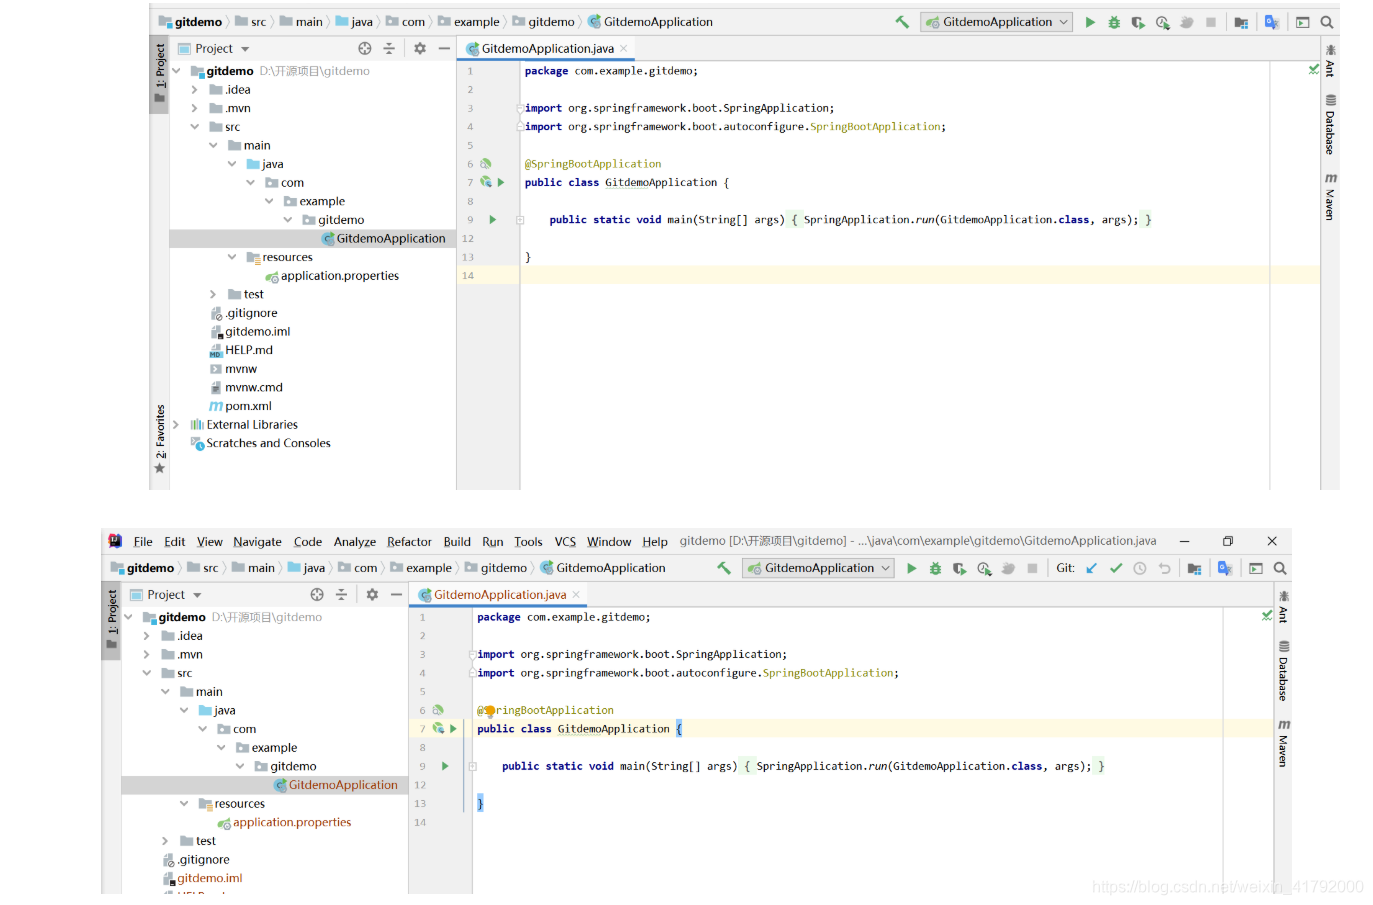 gitdemo src main java com example gitdemo GitdemoApplication GitdemoApplication
1: Project
Project
GitdemoApplication.java
gitdemo D:\开源项目\gitdemo
.idea
.mvn
src
main
java
com
example
gitdemo
GitdemoApplication
resources
application.properties
test
.gitignore
gitdemo.iml
HELP.md
mvnw
mvnw.cmd
pom.xml
External Libraries
Scratches and Consoles
2: Favorites
1 package com.example.gitdemo;
2
3 import org.springframework.boot.SpringApplication;
4 import org.springframework.boot.autoconfigure.SpringBootApplication;
5
6 @SpringBootApplication
7 public class GitdemoApplication {
8
9 public static void main(String[] args) { SpringApplication.run(GitdemoApplication.class, args); }
12
13 }
14
Ant
Database
Maven
File Edit View Navigate Code Analyze Refactor Build Run Tools VCS Window Help gitdemo [D:\开源项目\gitdemo] - ...\java\com\example\gitdemo\GitdemoApplication.java
gitdemo src main java com example gitdemo GitdemoApplication GitdemoApplication Git:
1: Project
Project
GitdemoApplication.java
gitdemo D:\开源项目\gitdemo
.idea
.mvn
src
main
java
com
example
gitdemo
GitdemoApplication
resources
application.properties
test
.gitignore
gitdemo.iml
1 package com.example.gitdemo;
2
3 import org.springframework.boot.SpringApplication;
4 import org.springframework.boot.autoconfigure.SpringBootApplication;
5
6 @SpringBootApplication
7 public class GitdemoApplication {
8
9 public static void main(String[] args) { SpringApplication.run(GitdemoApplication.class, args); }
12
13 }
14
Ant
Database
Maven
https://blog.csdn.net/weixin_41792000